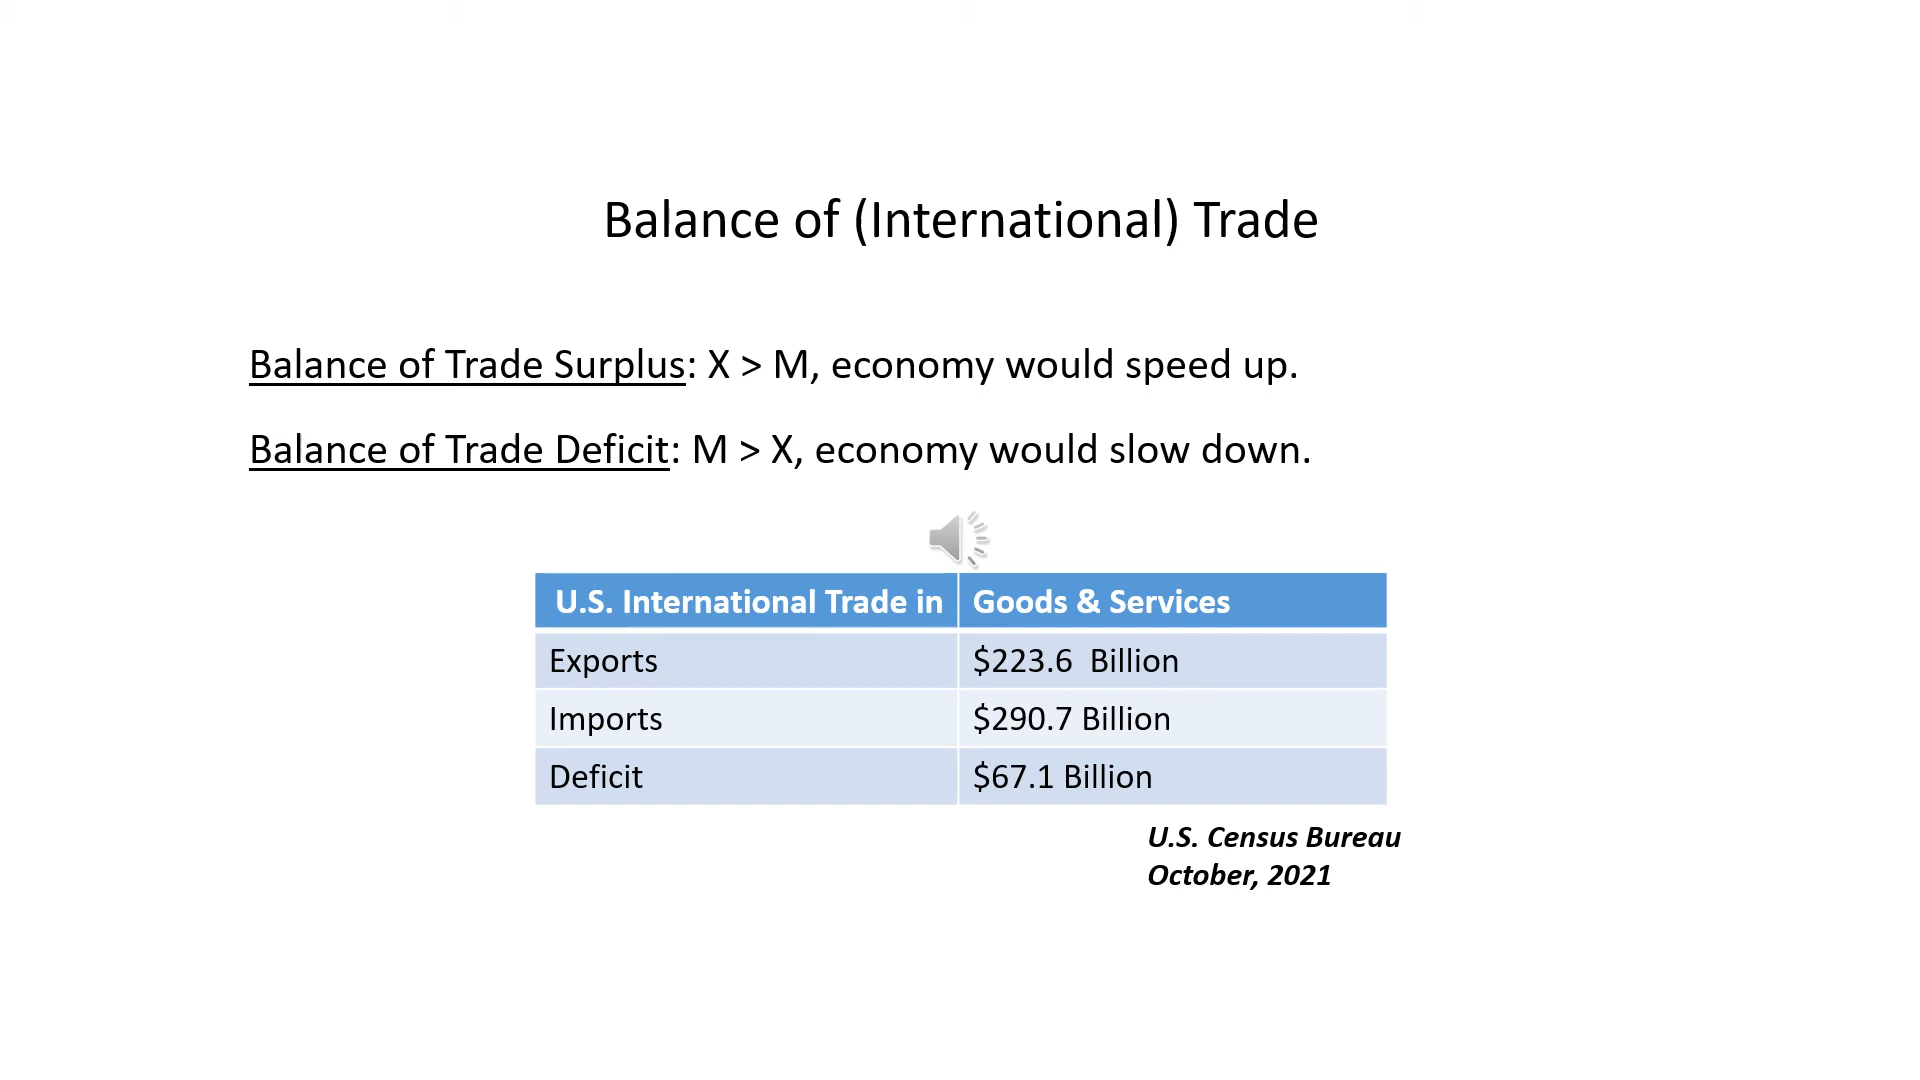 Balance of (International) Trade
Balance of Trade Surplus: X > M, economy would speed up.
Balance of Trade Deficit: M > X, economy would slow down.
U.S. International Trade in Goods & Services
Exports $223.6 Billion
Imports $290.7 Billion
Deficit $67.1 Billion
U.S. Census Bureau
October, 2021